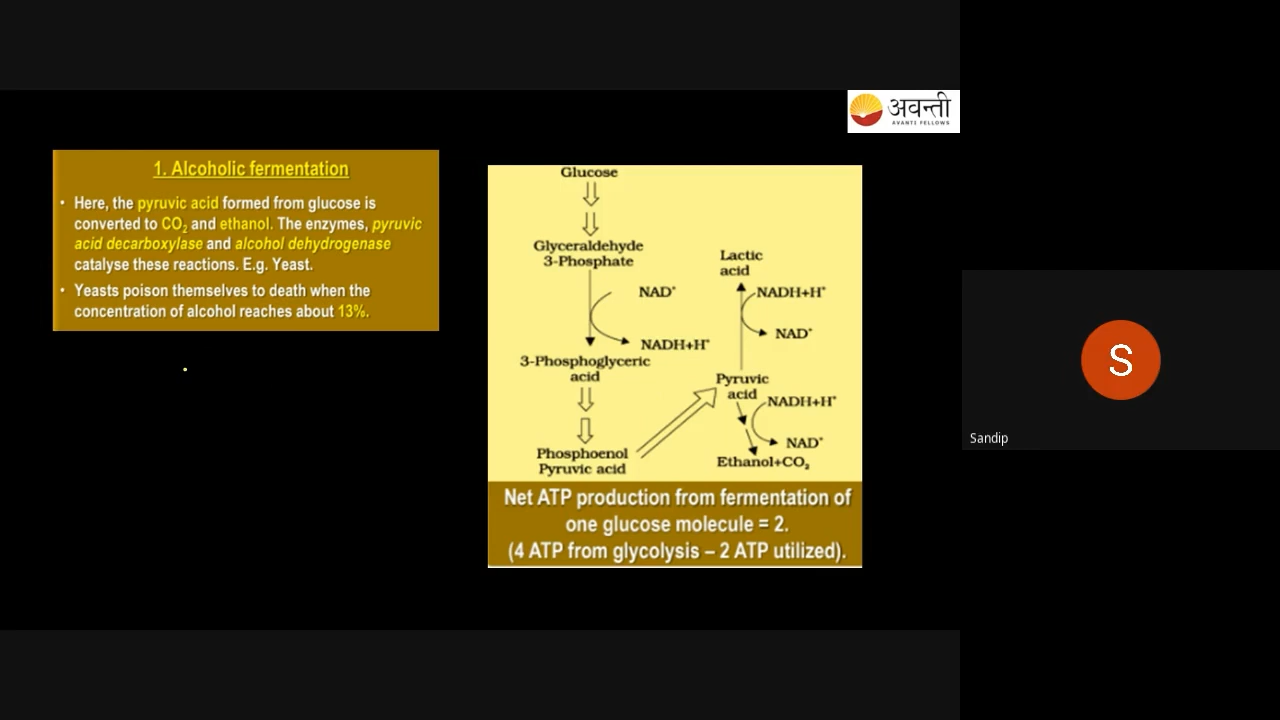 अवन्ती
AVANTI FELLOWS
1. Alcoholic fermentation
• Here, the pyruvic acid formed from glucose is
converted to CO₂ and ethanol. The enzymes, pyruvic
acid decarboxylase and alcohol dehydrogenase
catalyse these reactions. E.g. Yeast.
• Yeasts poison themselves to death when the
concentration of alcohol reaches about 13%.
Glucose
Glyceraldehyde
3-Phosphate
NAD⁺
NADH+H⁺
3-Phosphoglyceric
acid
Phosphoenol
Pyruvic acid
Lactic
acid
NADH+H⁺
NAD⁺
Pyruvic
acid
NADH+H⁺
NAD⁺
Ethanol+CO₂
Net ATP production from fermentation of
one glucose molecule = 2.
(4 ATP from glycolysis – 2 ATP utilized).
S
Sandip